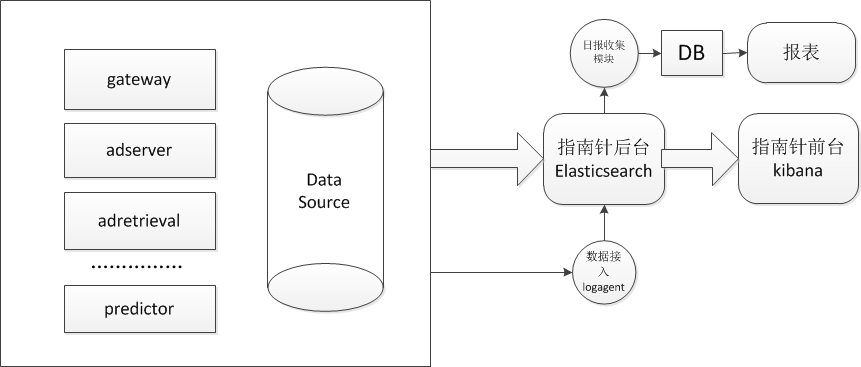 gateway
adserver
adretrieval
……………
predictor
Data
Source
日报收集
模块
DB
报表
指南针后台
Elasticsearch
指南针前台
kibana
数据接
入
logagent